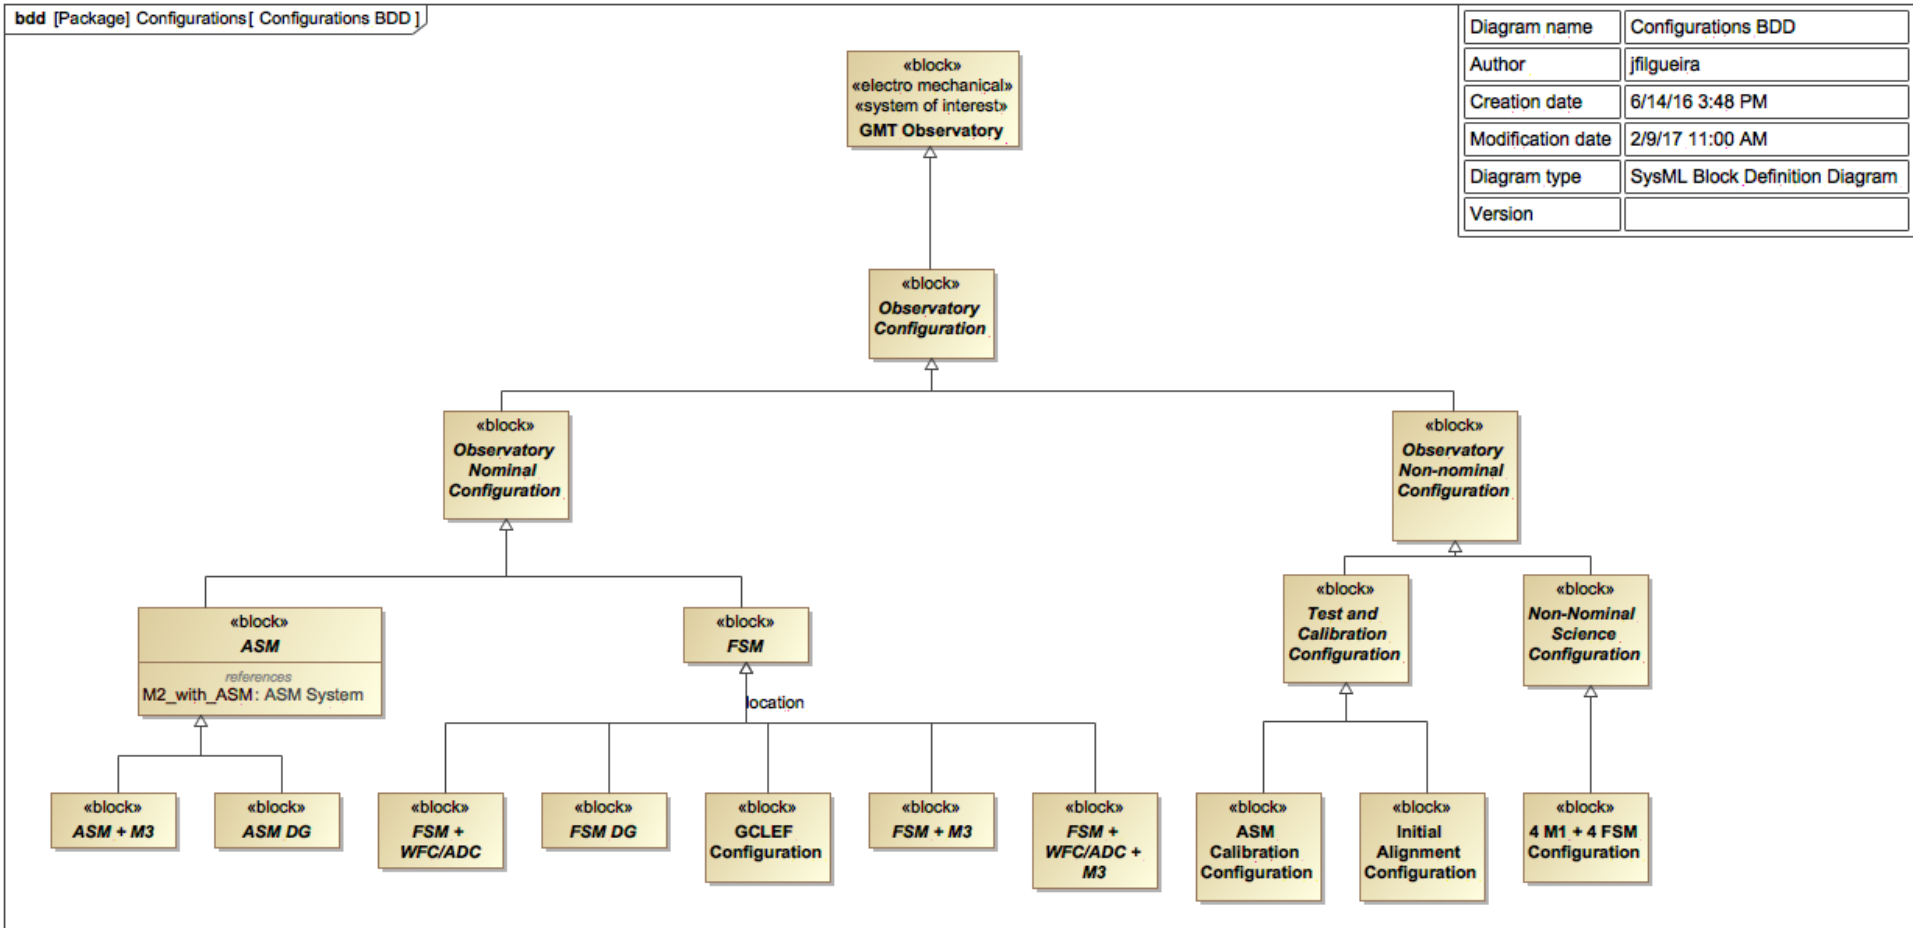 bdd [Package] Configurations[ Configurations BDD ]
Diagram name Configurations BDD
Author jfilgueira
Creation date 6/14/16 3:48 PM
Modification date 2/9/17 11:00 AM
Diagram type SysML Block Definition Diagram
Version
«block»
«electro mechanical»
«system of interest»
GMT Observatory
«block»
Observatory
Configuration
«block»
Observatory
Nominal
Configuration
«block»
Observatory
Non-nominal
Configuration
«block»
ASM
references
M2_with_ASM : ASM System
«block»
FSM
location
«block»
Test and
Calibration
Configuration
«block»
Non-Nominal
Science
Configuration
«block»
ASM + M3
«block»
ASM DG
«block»
FSM +
WFC/ADC
«block»
FSM DG
«block»
GCLEF
Configuration
«block»
FSM + M3
«block»
FSM +
WFC/ADC +
M3
«block»
ASM
Calibration
Configuration
«block»
Initial
Alignment
Configuration
«block»
4 M1 + 4 FSM
Configuration